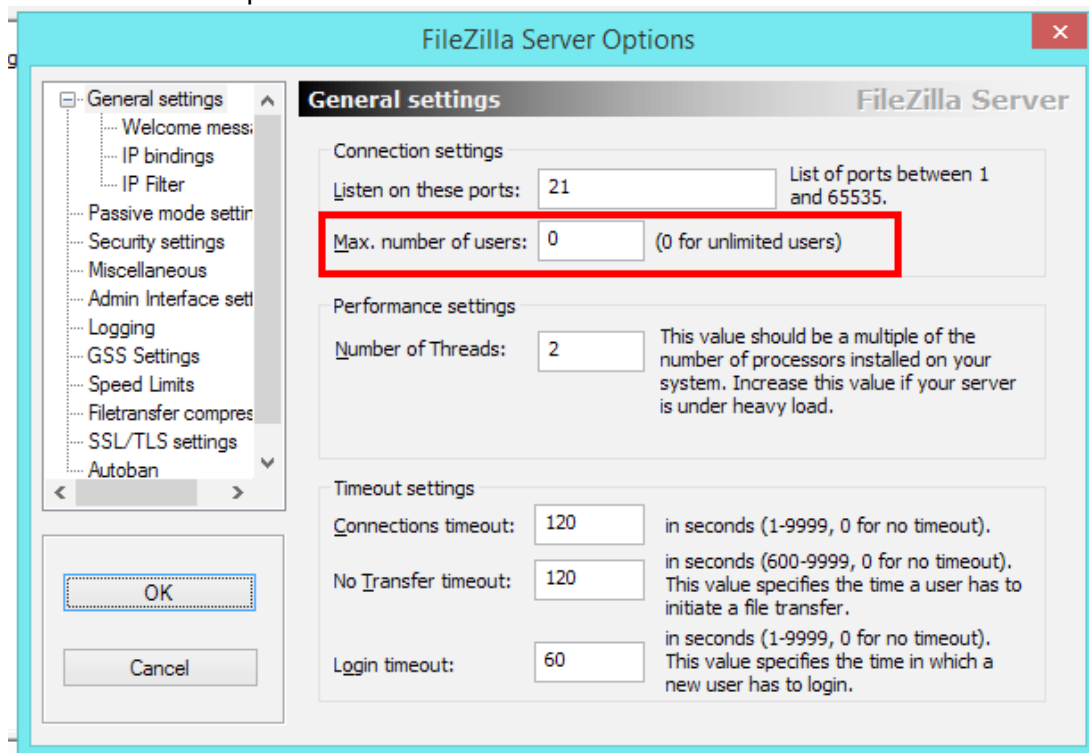 FileZilla Server Options
General settings
Welcome messa
IP bindings
IP Filter
Passive mode settin
Security settings
Miscellaneous
Admin Interface sett
Logging
GSS Settings
Speed Limits
Filetransfer compres
SSL/TLS settings
Autoban
OK
Cancel
General settings
FileZilla Server
Connection settings
Listen on these ports: 21
List of ports between 1
and 65535.
Max. number of users: 0 (0 for unlimited users)
Performance settings
Number of Threads: 2
This value should be a multiple of the
number of processors installed on your
system. Increase this value if your server
is under heavy load.
Timeout settings
Connections timeout: 120 in seconds (1-9999, 0 for no timeout).
No Transfer timeout: 120
in seconds (600-9999, 0 for no timeout).
This value specifies the time a user has to
initiate a file transfer.
Login timeout: 60
in seconds (1-9999, 0 for no timeout).
This value specifies the time in which a
new user has to login.